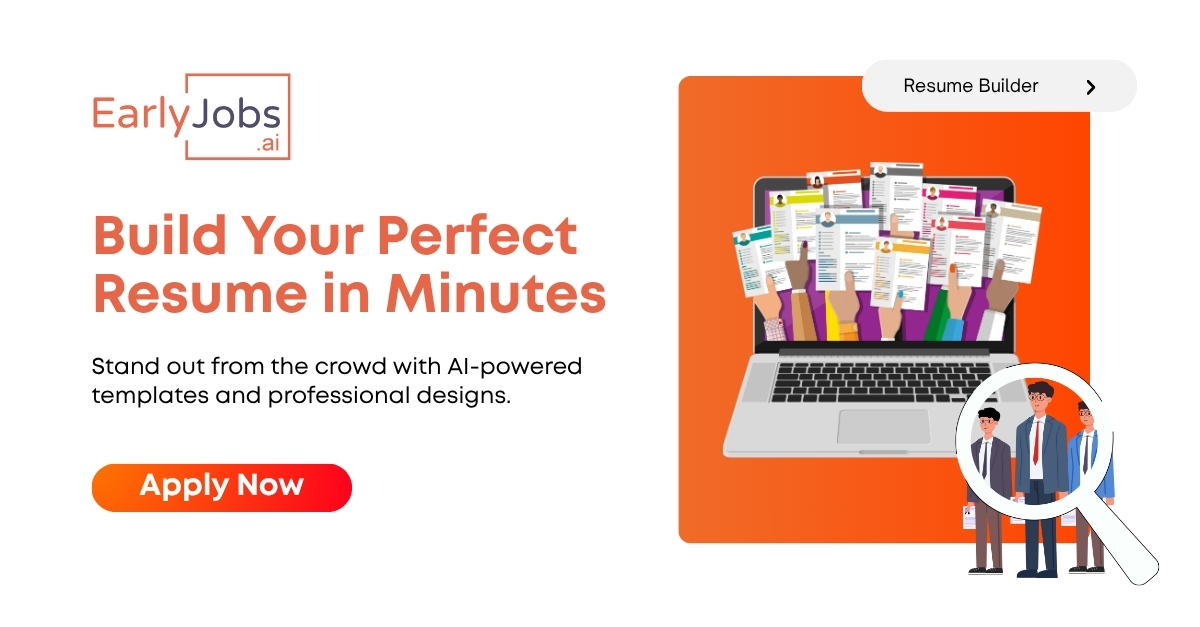 EarlyJobs
.ai
Resume Builder
Build Your Perfect
Resume in Minutes
Stand out from the crowd with AI-powered
templates and professional designs.
Apply Now